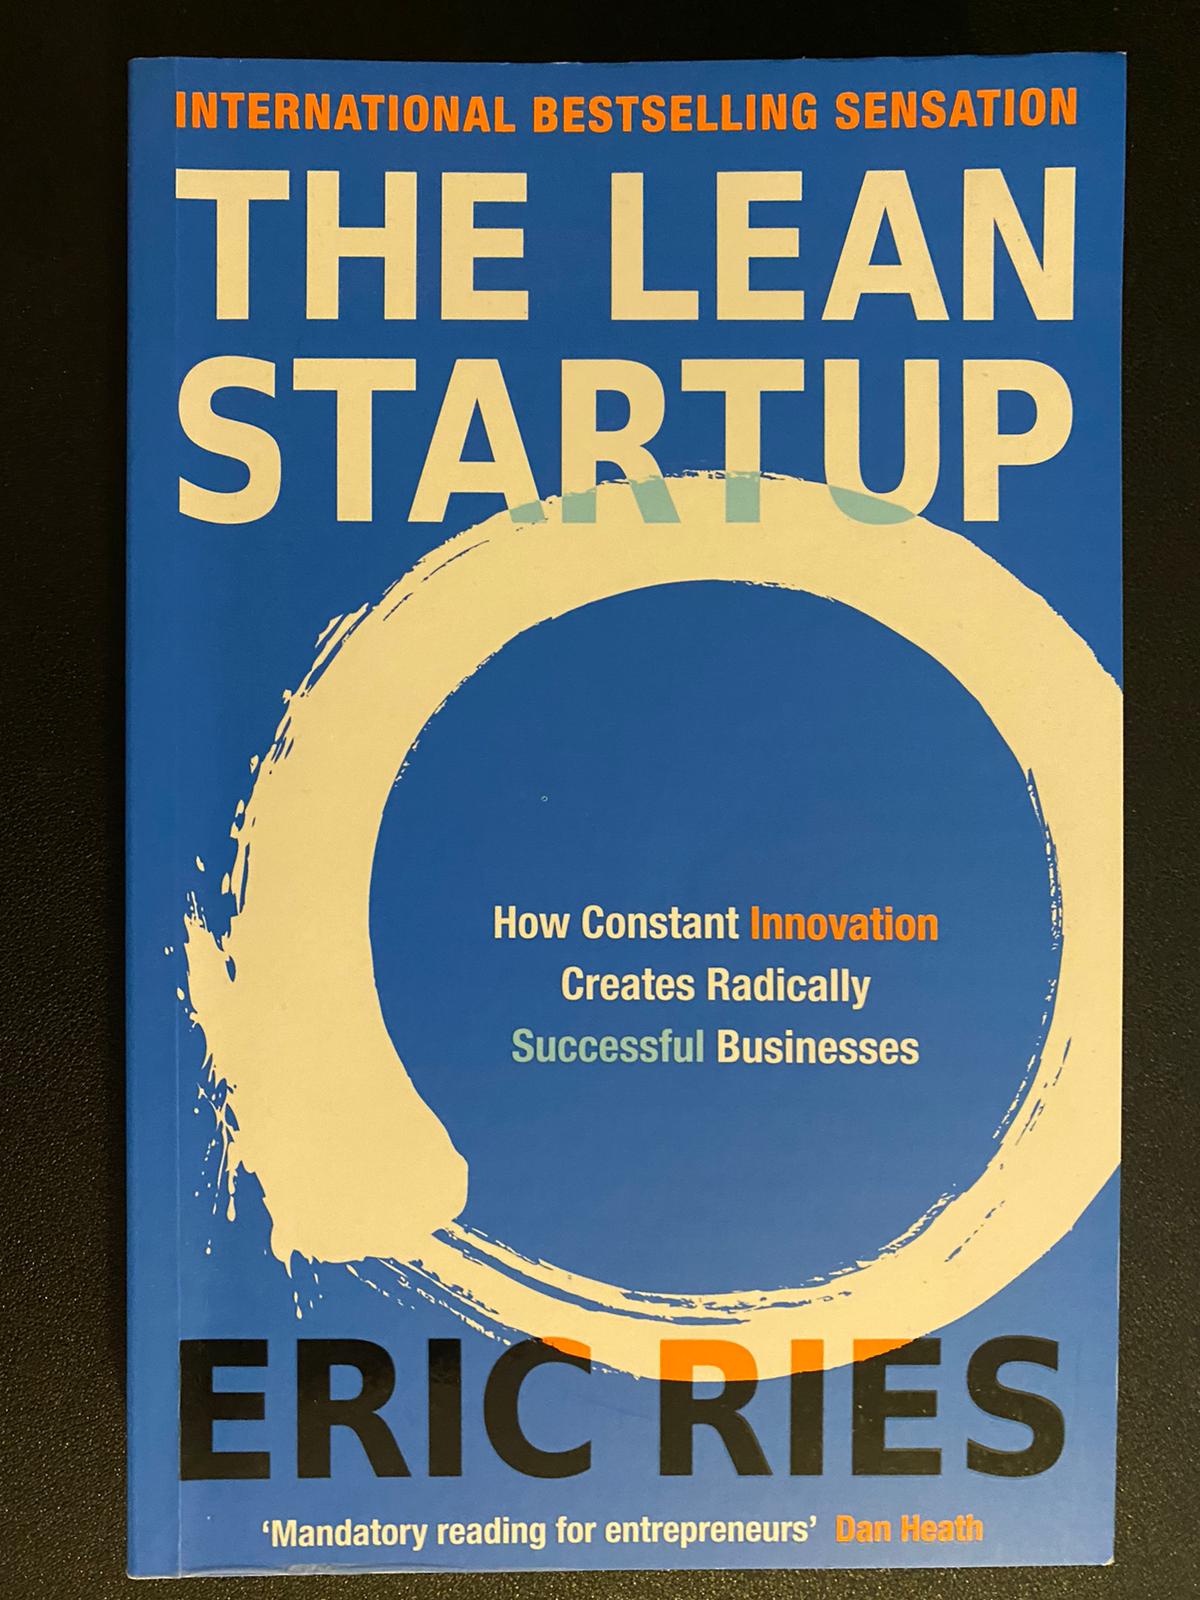 INTERNATIONAL BESTSELLING SENSATION
THE LEAN
STARTUP
How Constant Innovation
Creates Radically
Successful Businesses
ERIC RIES
‘Mandatory reading for entrepreneurs’ Dan Heath